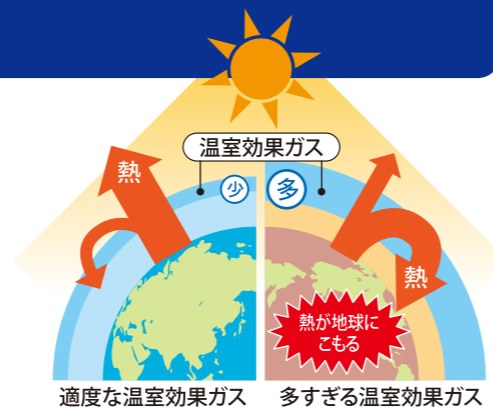 温室効果ガス
少
多
熱
熱
熱が地球に
こもる
適度な温室効果ガス
多すぎる温室効果ガス